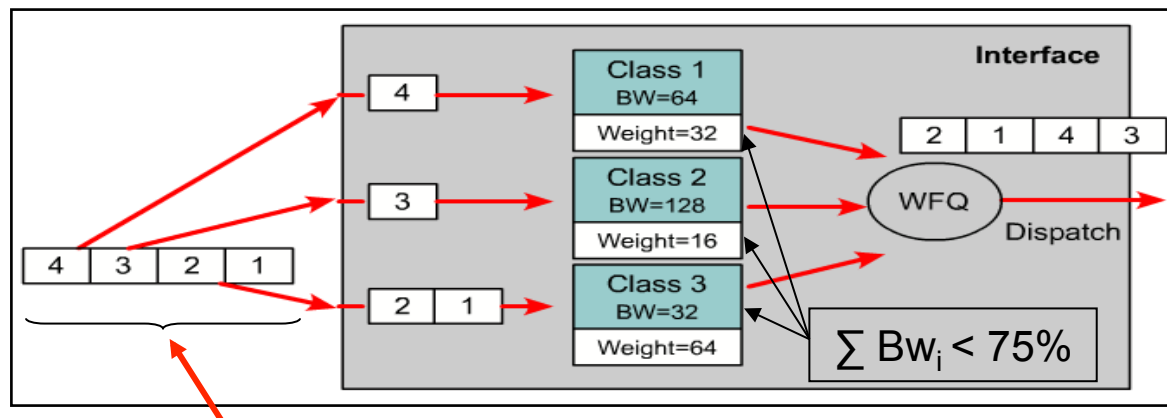 Interface
4
Class 1
BW=64
Weight=32
2 1 4 3
3
Class 2
BW=128
Weight=16
WFQ
Dispatch
4 3 2 1
2 1
Class 3
BW=32
Weight=64
∑ Bwᵢ < 75%